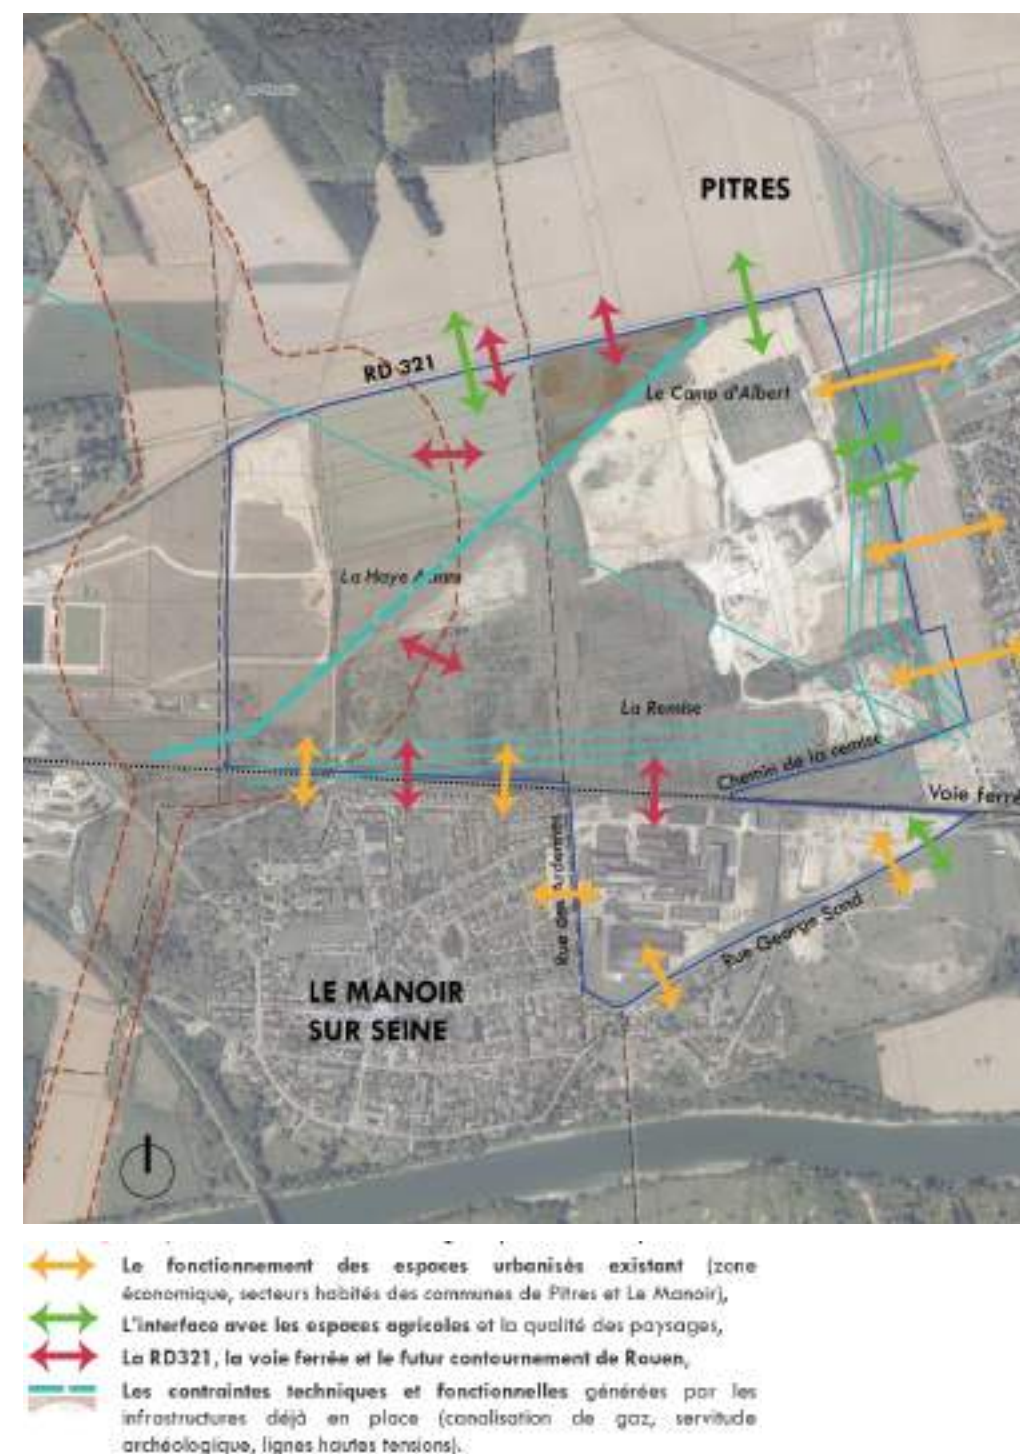 PITRES
RD 321
Le Camp d'Albert
La Haye
La Remise
Chemin de la remise
Voie ferré
Rue des Ardennes
Rue George Sand
LE MANOIR
SUR SEINE
Le fonctionnement des espaces urbanisés existant (zone
économique, secteurs habités des communes de Pitres et Le Manoir),
L'interface avec les espaces agricoles et la qualité des paysages,
La RD321, la voie ferrée et le futur contournement de Rouen,
Les contraintes techniques et fonctionnelles générées par les
infrastructures déjà en place (canalisation de gaz, servitude
archéologique, lignes hautes tensions).